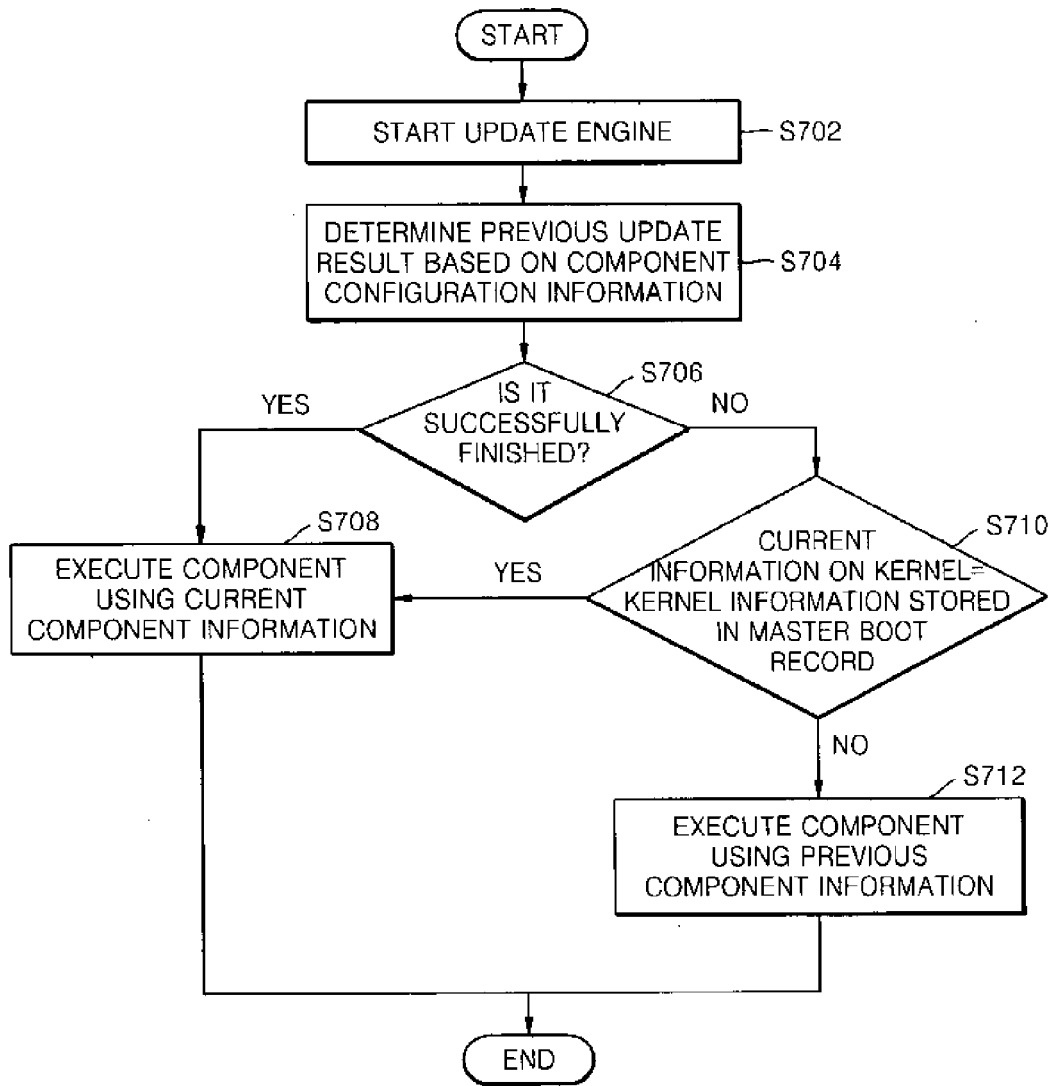 START
START UPDATE ENGINE
S702
DETERMINE PREVIOUS UPDATE
RESULT BASED ON COMPONENT
CONFIGURATION INFORMATION
S704
IS IT
SUCCESSFULLY
FINISHED?
S706
YES
NO
S708
EXECUTE COMPONENT
USING CURRENT
COMPONENT INFORMATION
YES
S710
CURRENT
INFORMATION ON KERNEL=
KERNEL INFORMATION STORED
IN MASTER BOOT
RECORD
NO
S712
EXECUTE COMPONENT
USING PREVIOUS
COMPONENT INFORMATION
END